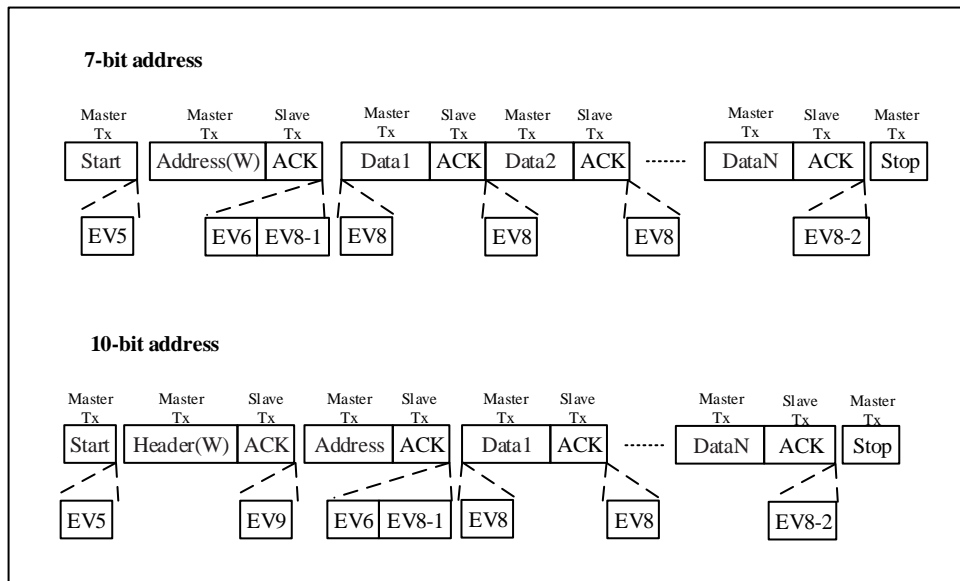 7-bit address
Master Tx Master Tx Slave Tx Master Tx Slave Tx Master Tx Slave Tx Master Tx Slave Tx Master Tx
Start Address(W) ACK Data1 ACK Data2 ACK DataN ACK Stop
EV5 EV6 EV8-1 EV8 EV8 EV8 EV8-2
10-bit address
Master Tx Master Tx Slave Tx Master Tx Slave Tx Master Tx Slave Tx Master Tx Slave Tx Master Tx
Start Header(W) ACK Address ACK Data1 ACK DataN ACK Stop
EV5 EV9 EV6 EV8-1 EV8 EV8 EV8-2